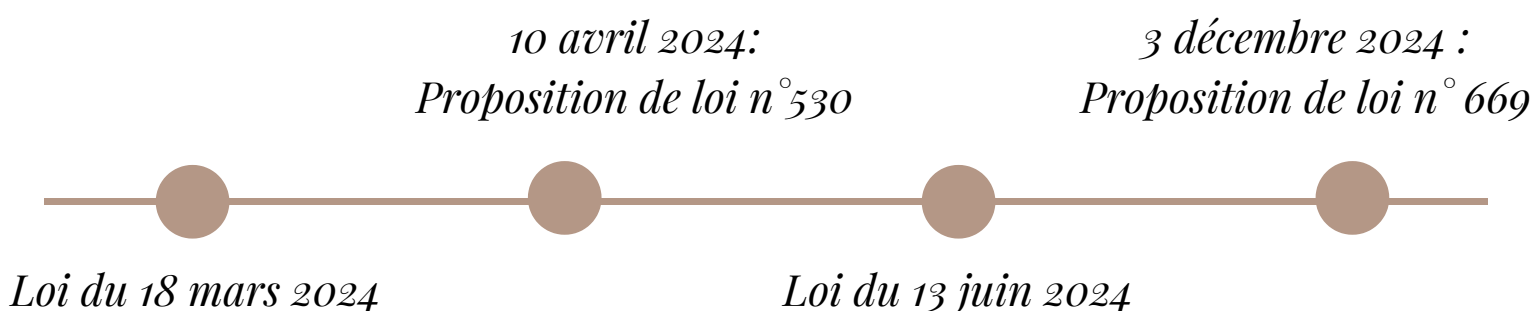 10 avril 2024:
Proposition de loi n°530
3 décembre 2024 :
Proposition de loi n° 669
Loi du 18 mars 2024
Loi du 13 juin 2024